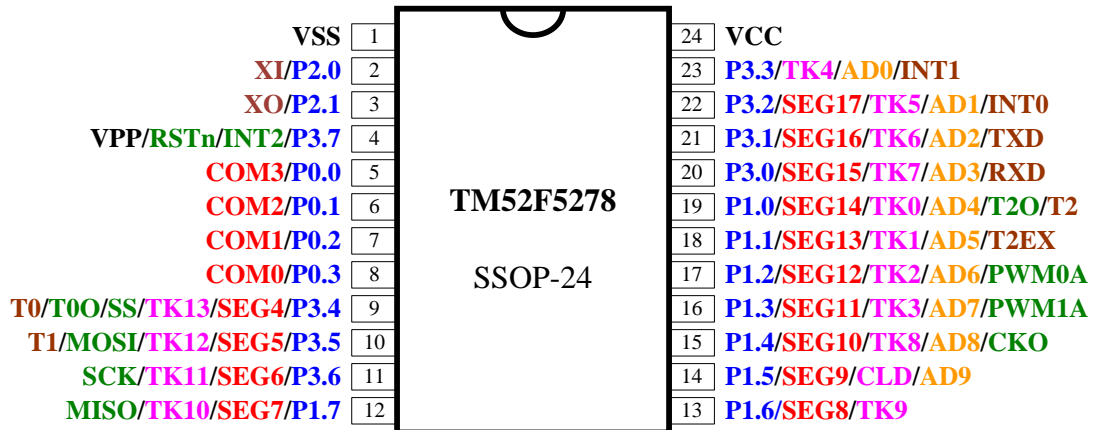 VSS 1 24 VCC
XI/P2.0 2 23 P3.3/TK4/AD0/INT1
XO/P2.1 3 22 P3.2/SEG17/TK5/AD1/INT0
VPP/RSTn/INT2/P3.7 4 21 P3.1/SEG16/TK6/AD2/TXD
COM3/P0.0 5 20 P3.0/SEG15/TK7/AD3/RXD
COM2/P0.1 6 TM52F5278 19 P1.0/SEG14/TK0/AD4/T2O/T2
COM1/P0.2 7 18 P1.1/SEG13/TK1/AD5/T2EX
COM0/P0.3 8 SSOP-24 17 P1.2/SEG12/TK2/AD6/PWM0A
T0/T0O/SS/TK13/SEG4/P3.4 9 16 P1.3/SEG11/TK3/AD7/PWM1A
T1/MOSI/TK12/SEG5/P3.5 10 15 P1.4/SEG10/TK8/AD8/CKO
SCK/TK11/SEG6/P3.6 11 14 P1.5/SEG9/CLD/AD9
MISO/TK10/SEG7/P1.7 12 13 P1.6/SEG8/TK9